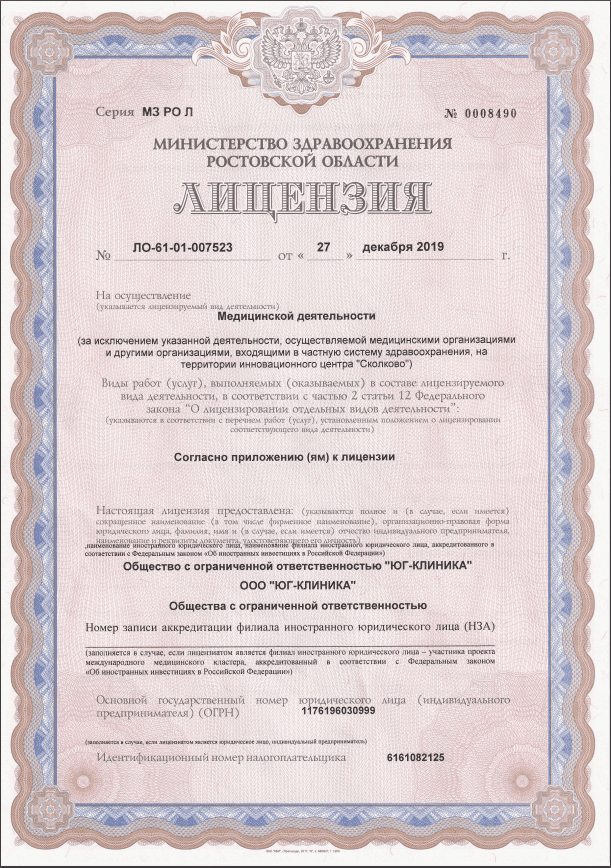 Серия МЗ РО Л
№ 0008490
МИНИСТЕРСТВО ЗДРАВООХРАНЕНИЯ
РОСТОВСКОЙ ОБЛАСТИ
ЛИЦЕНЗИЯ
№ ЛО-61-01-007523 от « 27 » декабря 2019 г.
На осуществление
(указывается лицензируемый вид деятельности)
Медицинской деятельности
(за исключением указанной деятельности, осуществляемой медицинскими организациями
и другими организациями, входящими в частную систему здравоохранения, на
территории инновационного центра "Сколково")
Виды работ (услуг), выполняемых (оказываемых) в составе лицензируемого
вида деятельности, в соответствии с частью 2 статьи 12 Федерального
закона “О лицензировании отдельных видов деятельности”:
(указываются в соответствии с перечнем работ (услуг), установленным положением о лицензировании
соответствующего вида деятельности)
Согласно приложению (ям) к лицензии
Настоящая лицензия предоставлена: (указываются полное и (в случае, если имеется)
сокращенное наименование (в том числе фирменное наименование), организационно-правовая форма
юридического лица, фамилия, имя и (в случае, если имеется) отчество индивидуального предпринимателя,
наименование и реквизиты документа, удостоверяющего его личность)
,наименование иностранного юридического лица, наименование филиала иностранного юридического лица, аккредитованного в
соответствии с Федеральным законом «Об иностранных инвестициях в Российской Федерации»)
Общество с ограниченной ответственностью "ЮГ-КЛИНИКА"
ООО "ЮГ-КЛИНИКА"
Общества с ограниченной ответственностью
Номер записи аккредитации филиала иностранного юридического лица (НЗА)
(заполняется в случае, если лицензиатом является филиал иностранного юридического лица – участника проекта
международного медицинского кластера, аккредитованный в соответствии с Федеральным законом
«Об иностранных инвестициях в Российской Федерации»)
Основной государственный номер юридического лица (индивидуального
предпринимателя) (ОГРН) 1176196030999
(заполняется в случае, если лицензиатом является юридическое лицо, индивидуальный предприниматель)
Идентификационный номер налогоплательщика 6161082125